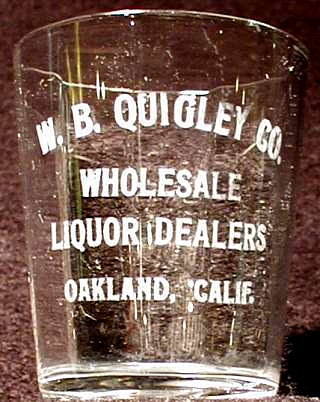 W. B. QUIGLEY CO.
WHOLESALE
LIQUOR DEALERS
OAKLAND, CALIF.